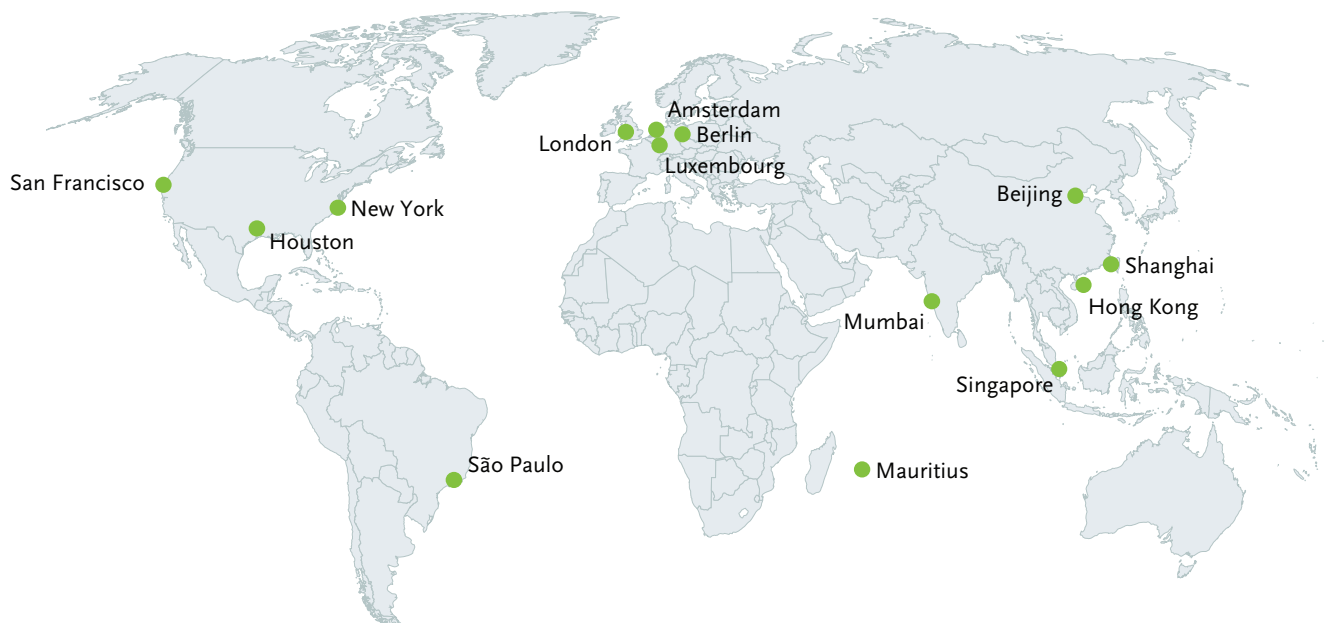 Amsterdam
London
Berlin
Luxembourg
San Francisco
New York
Houston
Beijing
Shanghai
Hong Kong
Mumbai
Singapore
São Paulo
Mauritius